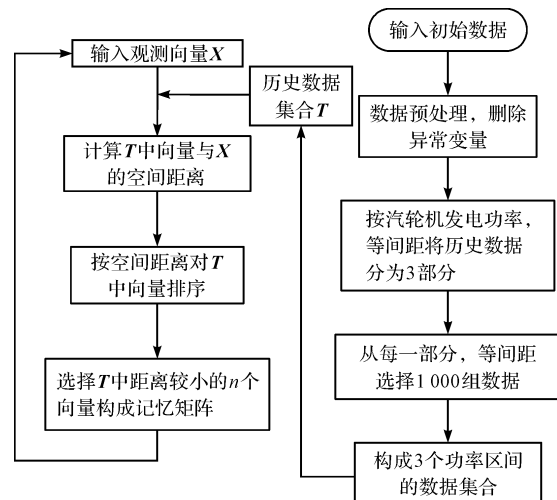 输入观测向量X
历史数据
集合T
计算T中向量与X
的空间距离
按空间距离对T
中向量排序
选择T中距离较小的n个
向量构成记忆矩阵
输入初始数据
数据预处理，删除
异常变量
按汽轮机发电功率，
等间距将历史数据
分为3部分
从每一部分，等间距
选择1 000组数据
构成3个功率区间
的数据集合